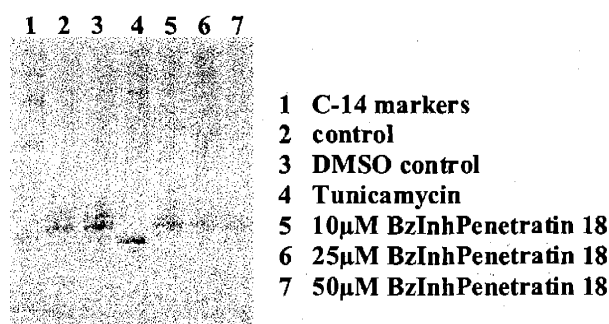 1 2 3 4 5 6 7
1 C-14 markers
2 control
3 DMSO control
4 Tunicamycin
5 10µM BzInhPenetratin 18
6 25µM BzInhPenetratin 18
7 50µM BzInhPenetratin 18